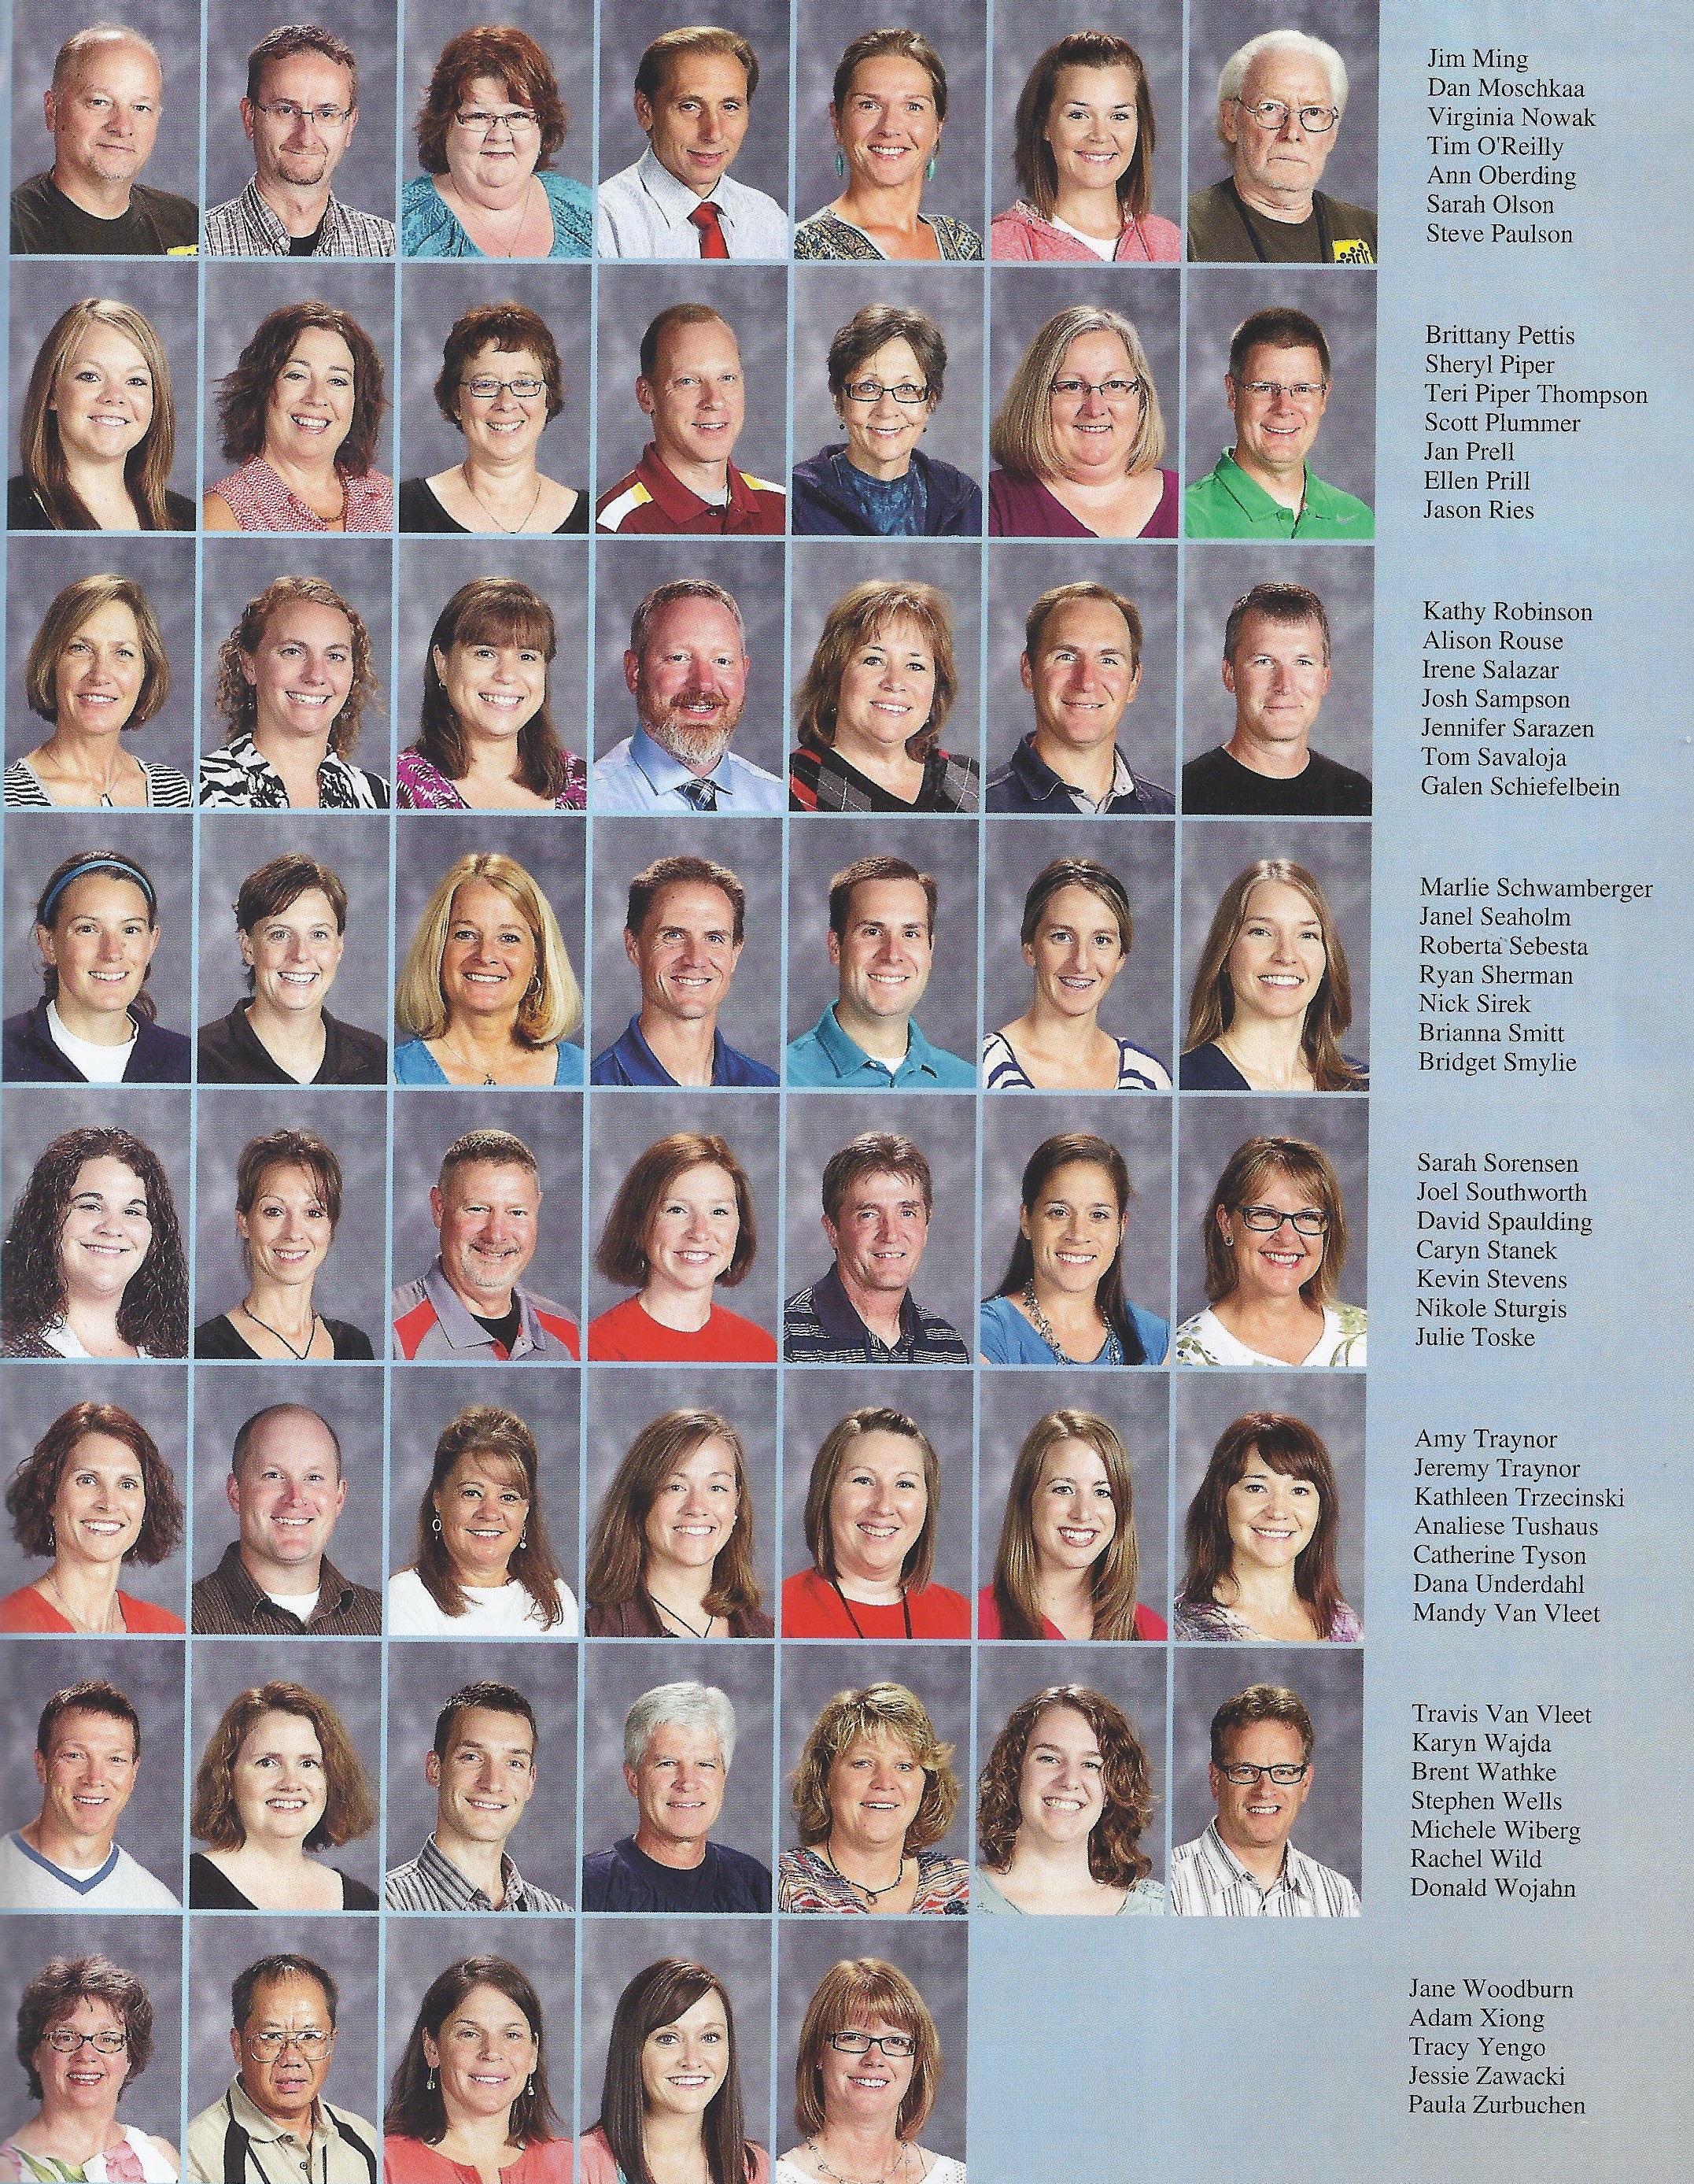 Jim Ming
Dan Moschkaa
Virginia Nowak
Tim O'Reilly
Ann Oberding
Sarah Olson
Steve Paulson
Brittany Pettis
Sheryl Piper
Teri Piper Thompson
Scott Plummer
Jan Prell
Ellen Prill
Jason Ries
Kathy Robinson
Alison Rouse
Irene Salazar
Josh Sampson
Jennifer Sarazen
Tom Savaloja
Galen Schiefelbein
Marlie Schwamberger
Janel Seaholm
Roberta Sebesta
Ryan Sherman
Nick Sirek
Brianna Smitt
Bridget Smylie
Sarah Sorensen
Joel Southworth
David Spaulding
Caryn Stanek
Kevin Stevens
Nikole Sturgis
Julie Toske
Amy Traynor
Jeremy Traynor
Kathleen Trzecinski
Analiese Tushaus
Catherine Tyson
Dana Underdahl
Mandy Van Vleet
Travis Van Vleet
Karyn Wajda
Brent Wathke
Stephen Wells
Michele Wiberg
Rachel Wild
Donald Wojahn
Jane Woodburn
Adam Xiong
Tracy Yengo
Jessie Zawacki
Paula Zurbuchen